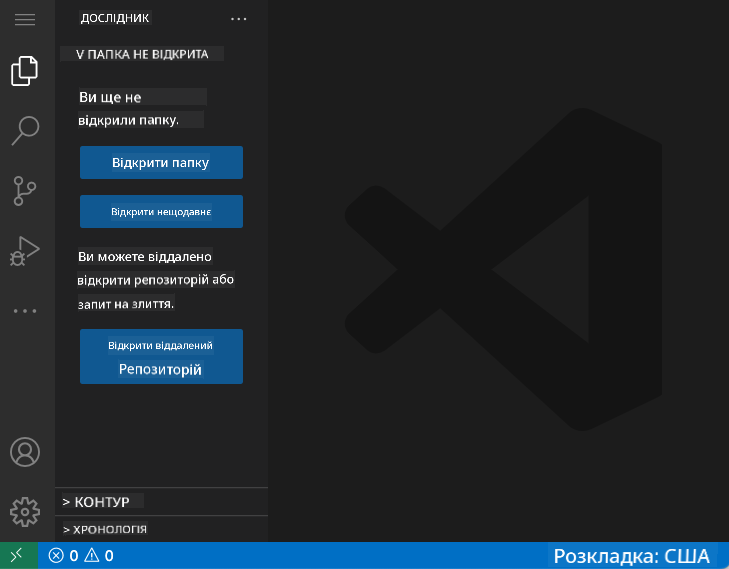 ДОСЛІДНИК
V ПАПКА НЕ ВІДКРИТА
Ви ще не
відкрили папку.
Відкрити папку
Відкрити нещодавнє
Ви можете віддалено
відкрити репозиторій або
запит на злиття.
Відкрити віддалений
Репозиторій
> КОНТУР
> ХРОНОЛОГІЯ
0 0
Розкладка: США